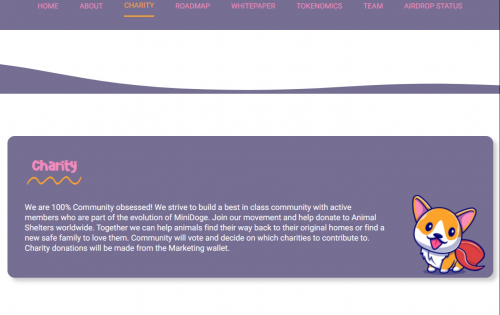 HOME ABOUT CHARITY ROADMAP WHITEPAPER TOKENOMICS TEAM AIRDROP STATUS
Charity
We are 100% Community obsessed! We strive to build a best in class community with active
members who are part of the evolution of MiniDoge. Join our movement and help donate to Animal
Shelters worldwide. Together we can help animals find their way back to their original homes or find a
new safe family to love them. Community will vote and decide on which charities to contribute to.
Charity donations will be made from the Marketing wallet.